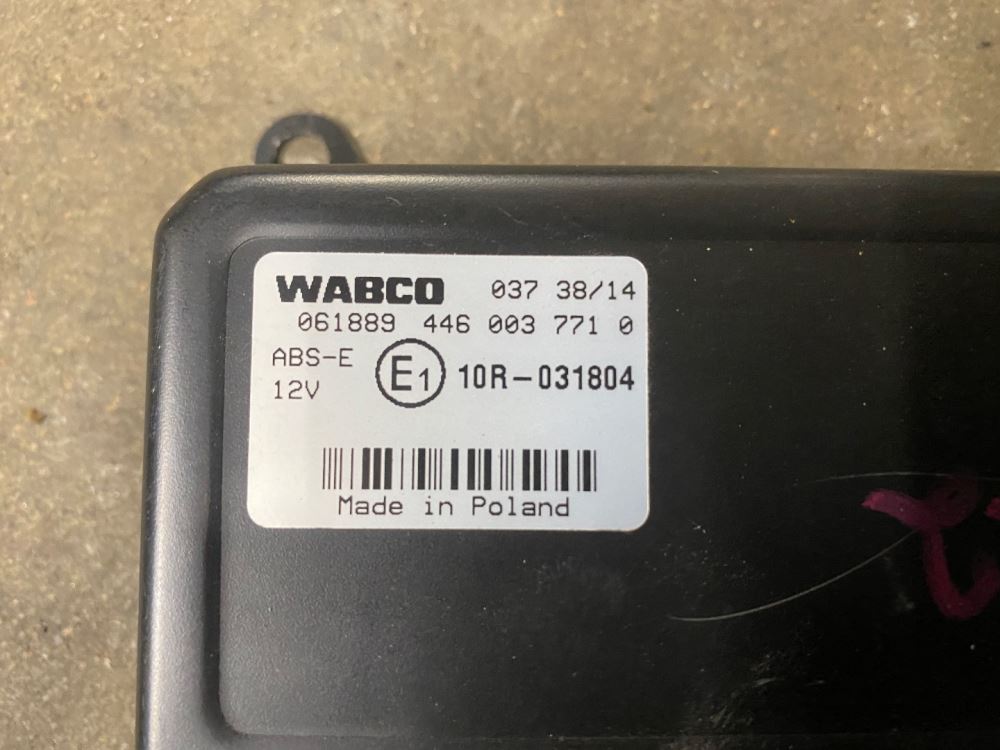 WABCO 037 38/14
061889 446 003 771 0
ABS-E
12V
E1 10R-031804
Made in Poland